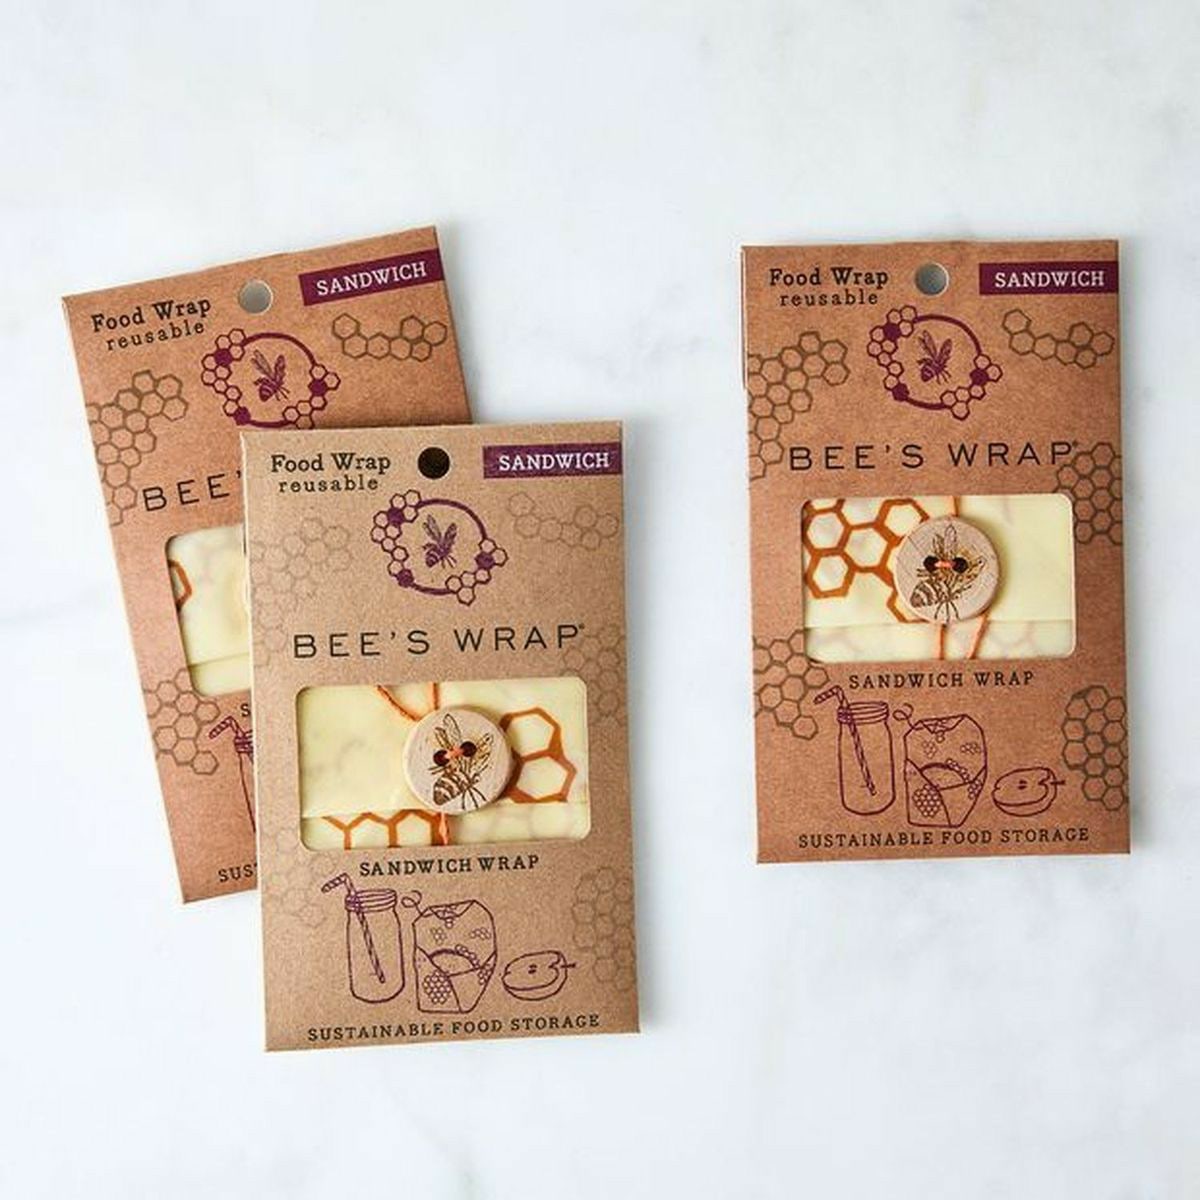 Food Wrap
reusable
SANDWICH
BEE'
S
SUS
Food Wrap
reusable
SANDWICH
BEE'S WRAP®
SANDWICH WRAP
SUSTAINABLE FOOD STORAGE
Food Wrap
reusable
SANDWICH
BEE'S WRAP®
SANDWICH WRAP
SUSTAINABLE FOOD STORAGE